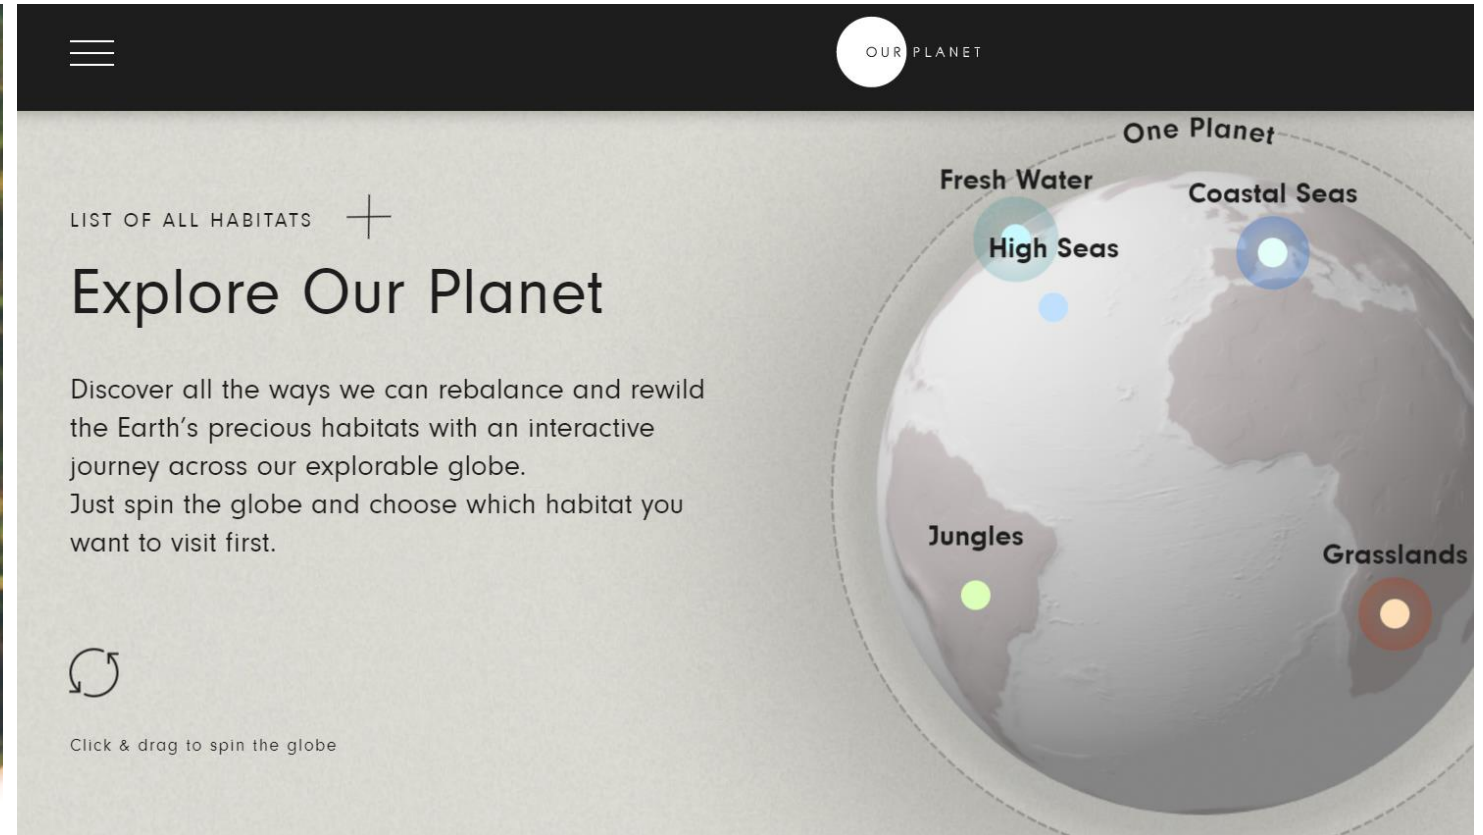 OUR PLANET
LIST OF ALL HABITATS
Explore Our Planet
Discover all the ways we can rebalance and rewild
the Earth’s precious habitats with an interactive
journey across our explorable globe.
Just spin the globe and choose which habitat you
want to visit first.
Click & drag to spin the globe
One Planet
Fresh Water
Coastal Seas
High Seas
Jungles
Grasslands